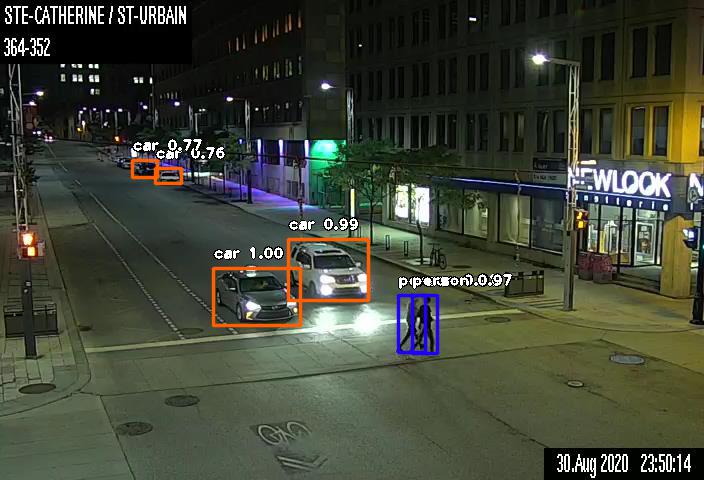 STE-CATHERINE / ST-URBAIN
364-352
car 0.77
car 0.76
car 0.99
car 1.00
person 0.97
NEWLOOK
30.Aug 2020 23:50:14